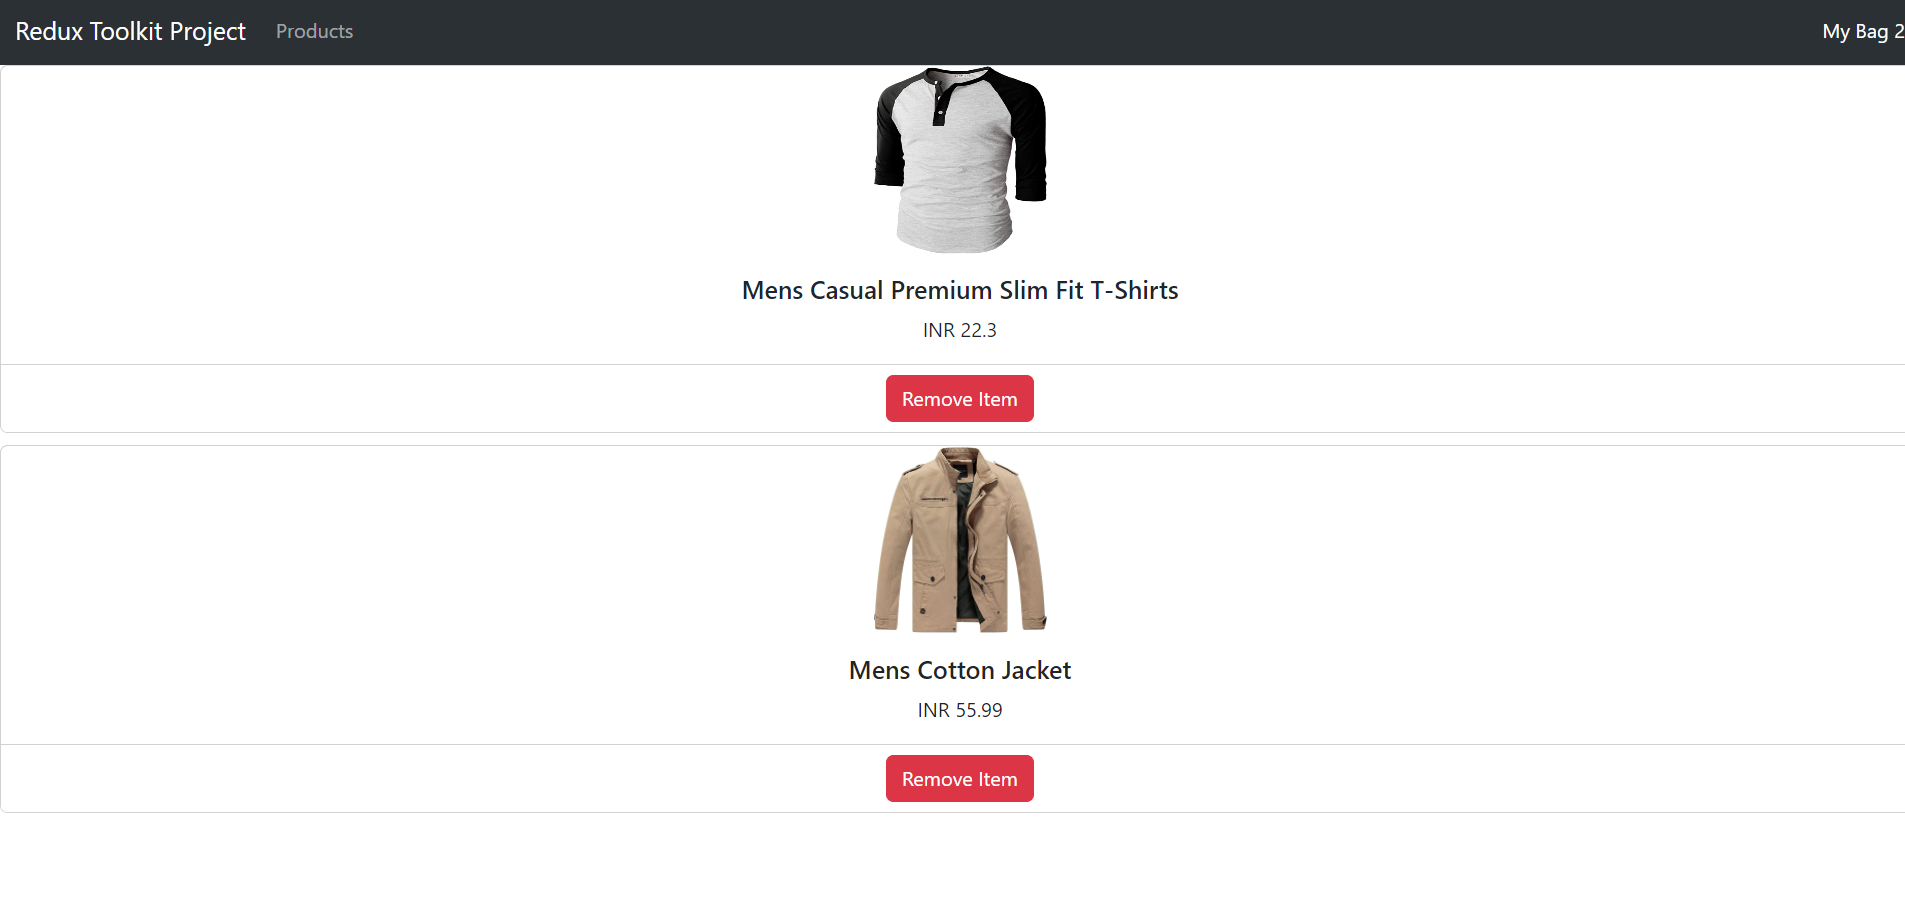 Redux Toolkit Project Products My Bag 2
Mens Casual Premium Slim Fit T-Shirts
INR 22.3
Remove Item
Mens Cotton Jacket
INR 55.99
Remove Item